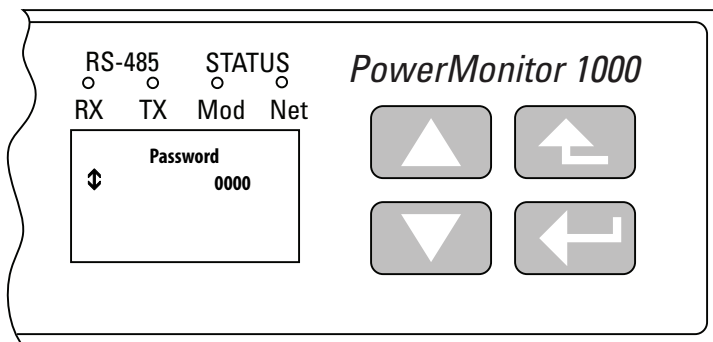 RS-485 STATUS
RX TX Mod Net
PowerMonitor 1000
Password
0000